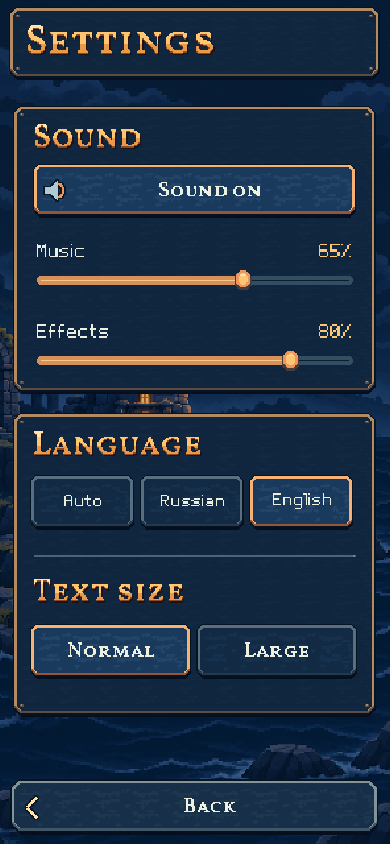 Settings
Sound
Sound on
Music 65%
Effects 80%
Language
Auto Russian English
Text size
Normal Large
Back